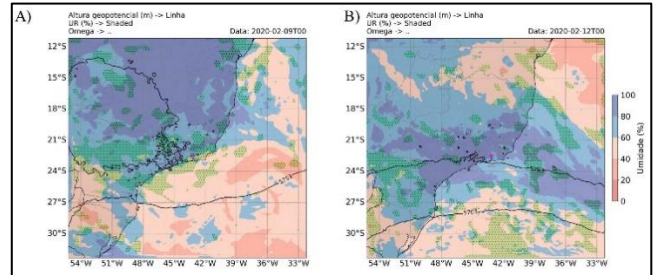 A)
Altura geopotencial (m) -> Linha
UR (%) -> Shaded
Omega -> ..
Data: 2020-02-09T00
12°S
15°S
18°S
21°S
24°S
27°S
30°S
54°W 51°W 48°W 45°W 42°W 39°W 36°W 33°W
B)
Altura geopotencial (m) -> Linha
UR (%) -> Shaded
Omega -> ..
Data: 2020-02-12T00
12°S
15°S
18°S
21°S
24°S
27°S
30°S
54°W 51°W 48°W 45°W 42°W 39°W 36°W 33°W
100
80
60
40
20
0
Umidade (%)